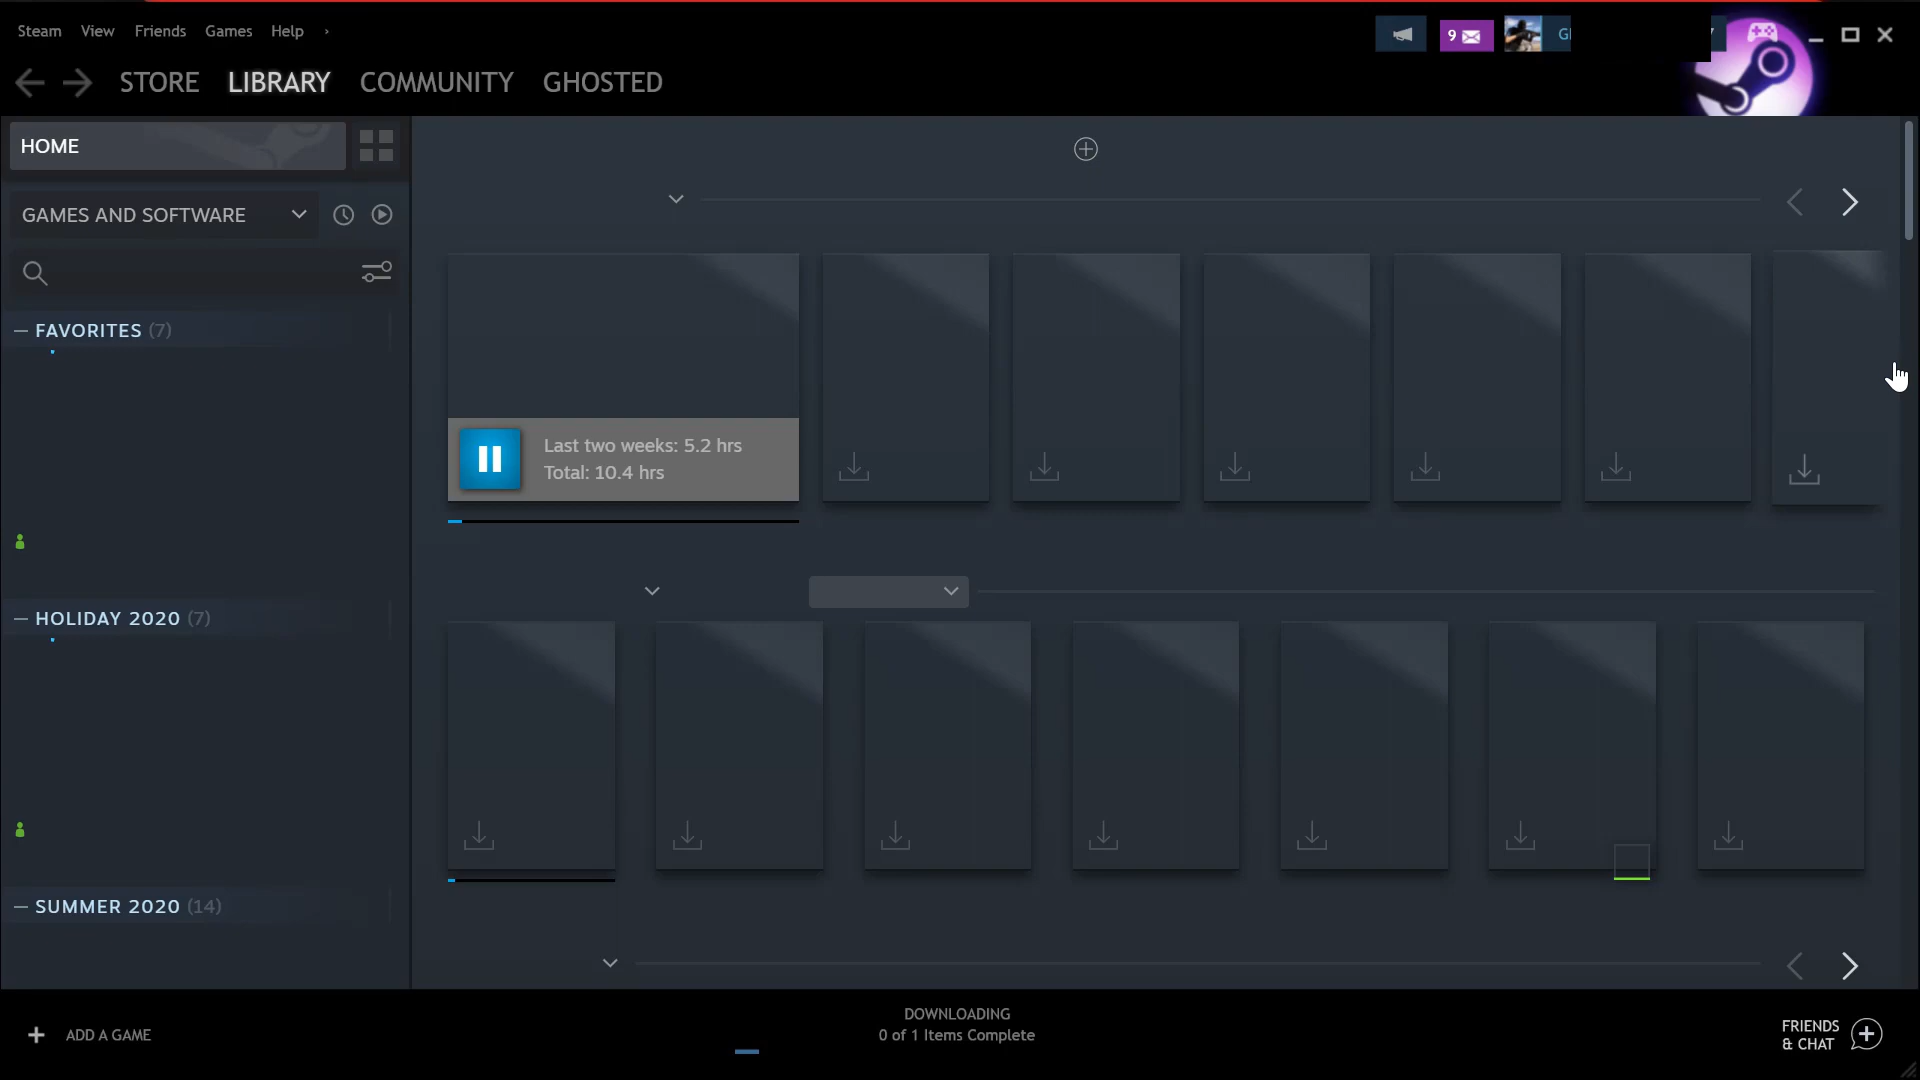 Steam View Friends Games Help
9
STORE LIBRARY COMMUNITY GHOSTED
HOME
GAMES AND SOFTWARE
FAVORITES (7)
Last two weeks: 5.2 hrs
Total: 10.4 hrs
HOLIDAY 2020 (7)
SUMMER 2020 (14)
ADD A GAME
DOWNLOADING
0 of 1 Items Complete
FRIENDS
& CHAT